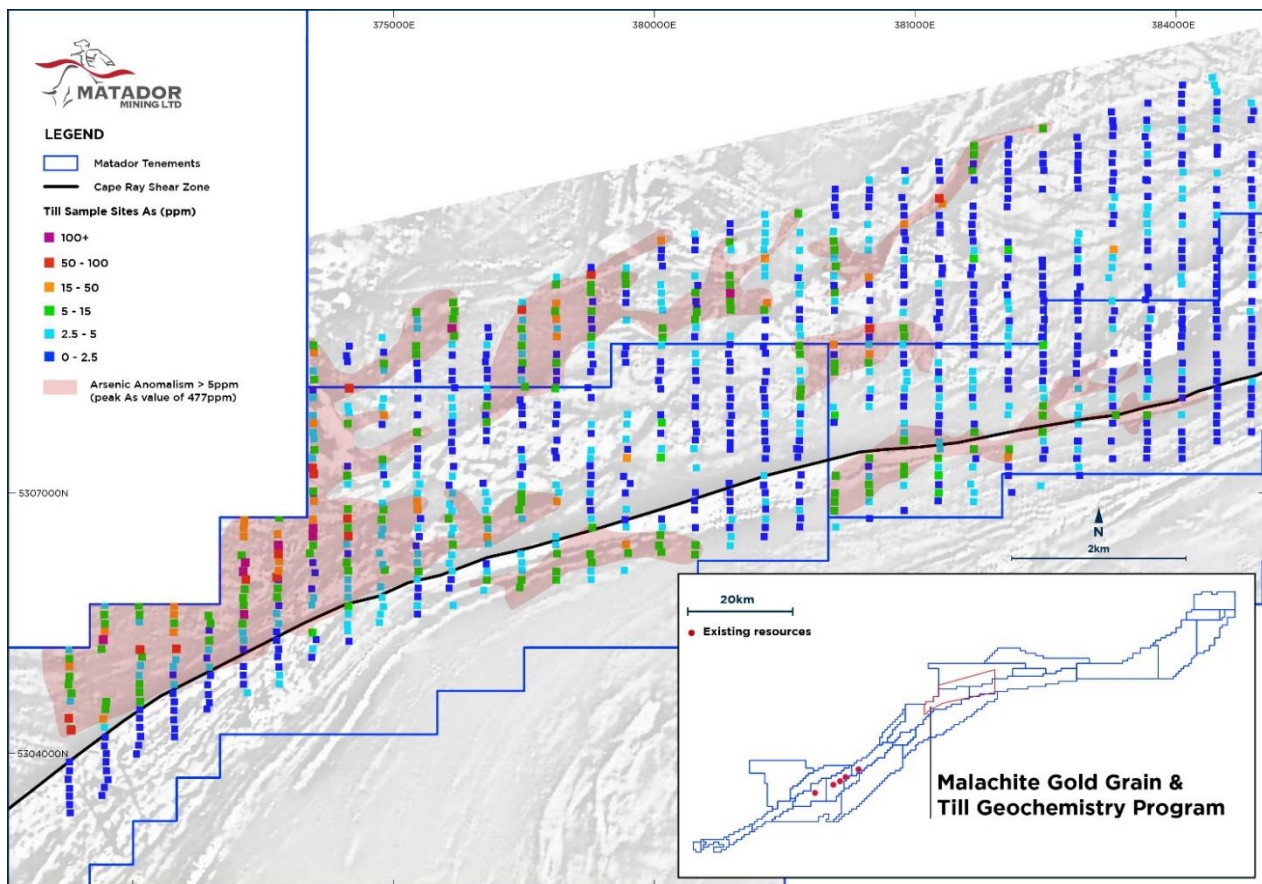 375000E
380000E
381000E
384000E
MATADOR
MINING LTD
LEGEND
Matador Tenements
Cape Ray Shear Zone
Till Sample Sites As (ppm)
100+
50 - 100
15 - 50
5 - 15
2.5 - 5
0 - 2.5
Arsenic Anomalism > 5ppm
(peak As value of 477ppm)
5307000N
N
2km
5304000N
20km
Existing resources
Malachite Gold Grain &
Till Geochemistry Program